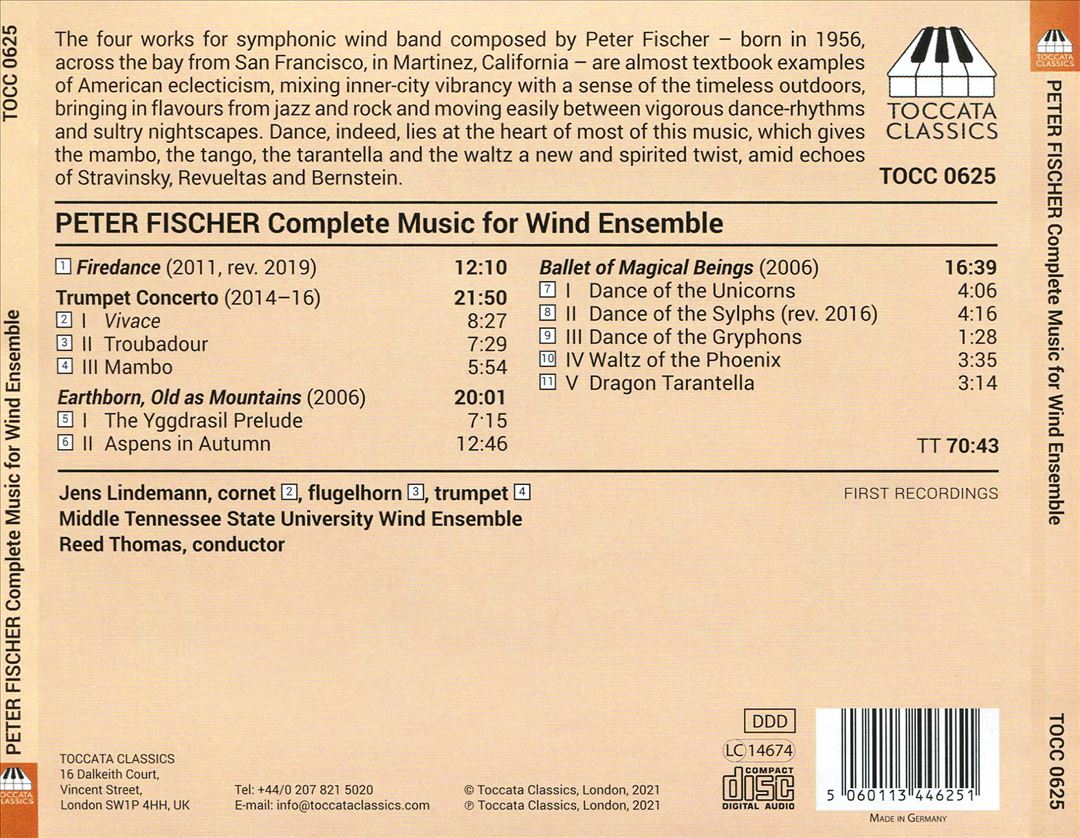 TOCC 0625
PETER FISCHER Complete Music for Wind Ensemble
TOCCATA
CLASSICS
The four works for symphonic wind band composed by Peter Fischer – born in 1956,
across the bay from San Francisco, in Martinez, California – are almost textbook examples
of American eclecticism, mixing inner-city vibrancy with a sense of the timeless outdoors,
bringing in flavours from jazz and rock and moving easily between vigorous dance-rhythms
and sultry nightscapes. Dance, indeed, lies at the heart of most of this music, which gives
the mambo, the tango, the tarantella and the waltz a new and spirited twist, amid echoes
of Stravinsky, Revueltas and Bernstein.
TOCCATA
CLASSICS
TOCC 0625
PETER FISCHER Complete Music for Wind Ensemble
1 Firedance (2011, rev. 2019) 12:10
Trumpet Concerto (2014–16) 21:50
2 I Vivace 8:27
3 II Troubadour 7:29
4 III Mambo 5:54
Earthborn, Old as Mountains (2006) 20:01
5 I The Yggdrasil Prelude 7:15
6 II Aspens in Autumn 12:46
Ballet of Magical Beings (2006) 16:39
7 I Dance of the Unicorns 4:06
8 II Dance of the Sylphs (rev. 2016) 4:16
9 III Dance of the Gryphons 1:28
10 IV Waltz of the Phoenix 3:35
11 V Dragon Tarantella 3:14
TT 70:43
Jens Lindemann, cornet 2, flugelhorn 3, trumpet 4
Middle Tennessee State University Wind Ensemble
Reed Thomas, conductor
FIRST RECORDINGS
TOCCATA CLASSICS
16 Dalkeith Court,
Vincent Street,
London SW1P 4HH, UK
Tel: +44/0 207 821 5020
E-mail: info@toccataclassics.com
© Toccata Classics, London, 2021
℗ Toccata Classics, London, 2021
DDD
LC 14674
COMPACT
disc
DIGITAL AUDIO
5 060113 446251
MADE IN GERMANY
TOCCATA
CLASSICS
PETER FISCHER Complete Music for Wind Ensemble
TOCC 0625